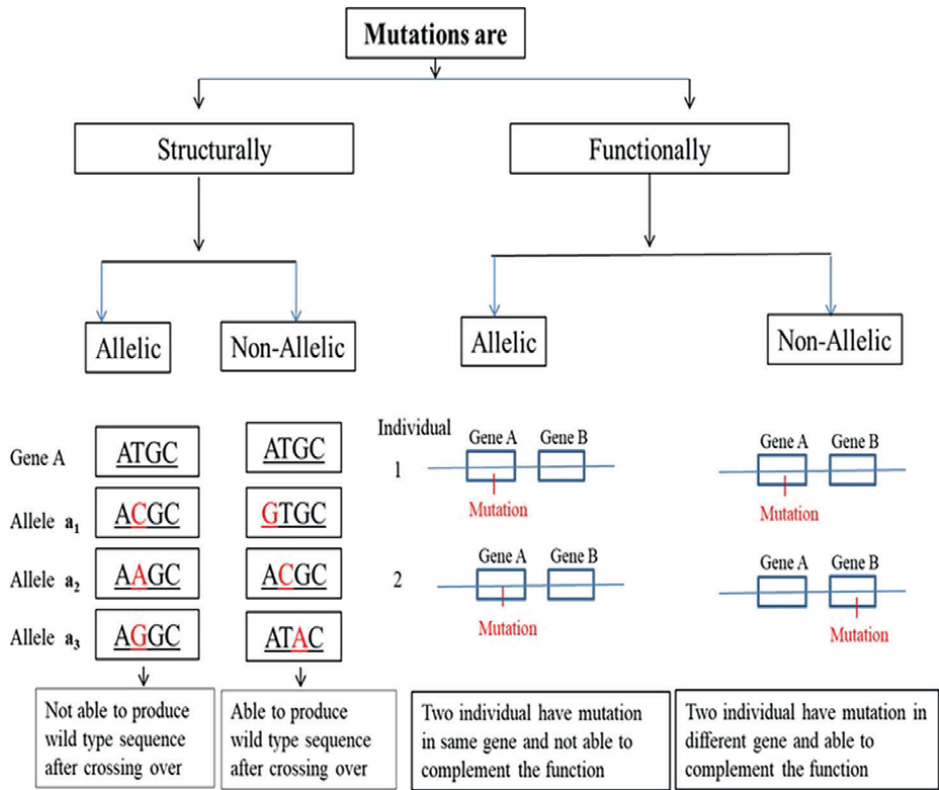 Mutations are
Structurally
Functionally
Allelic
Non-Allelic
Allelic
Non-Allelic
Gene A
ATGC
ATGC
Allele a1
ACGC
GTGC
Allele a2
AAGC
ACGC
Allele a3
AGGC
ATAC
Not able to produce
wild type sequence
after crossing over
Able to produce
wild type sequence
after crossing over
Individual
1
Gene A Gene B
Mutation
Gene A Gene B
Mutation
2
Gene A Gene B
Mutation
Gene A Gene B
Mutation
Two individual have mutation
in same gene and not able to
complement the function
Two individual have mutation in
different gene and able to
complement the function